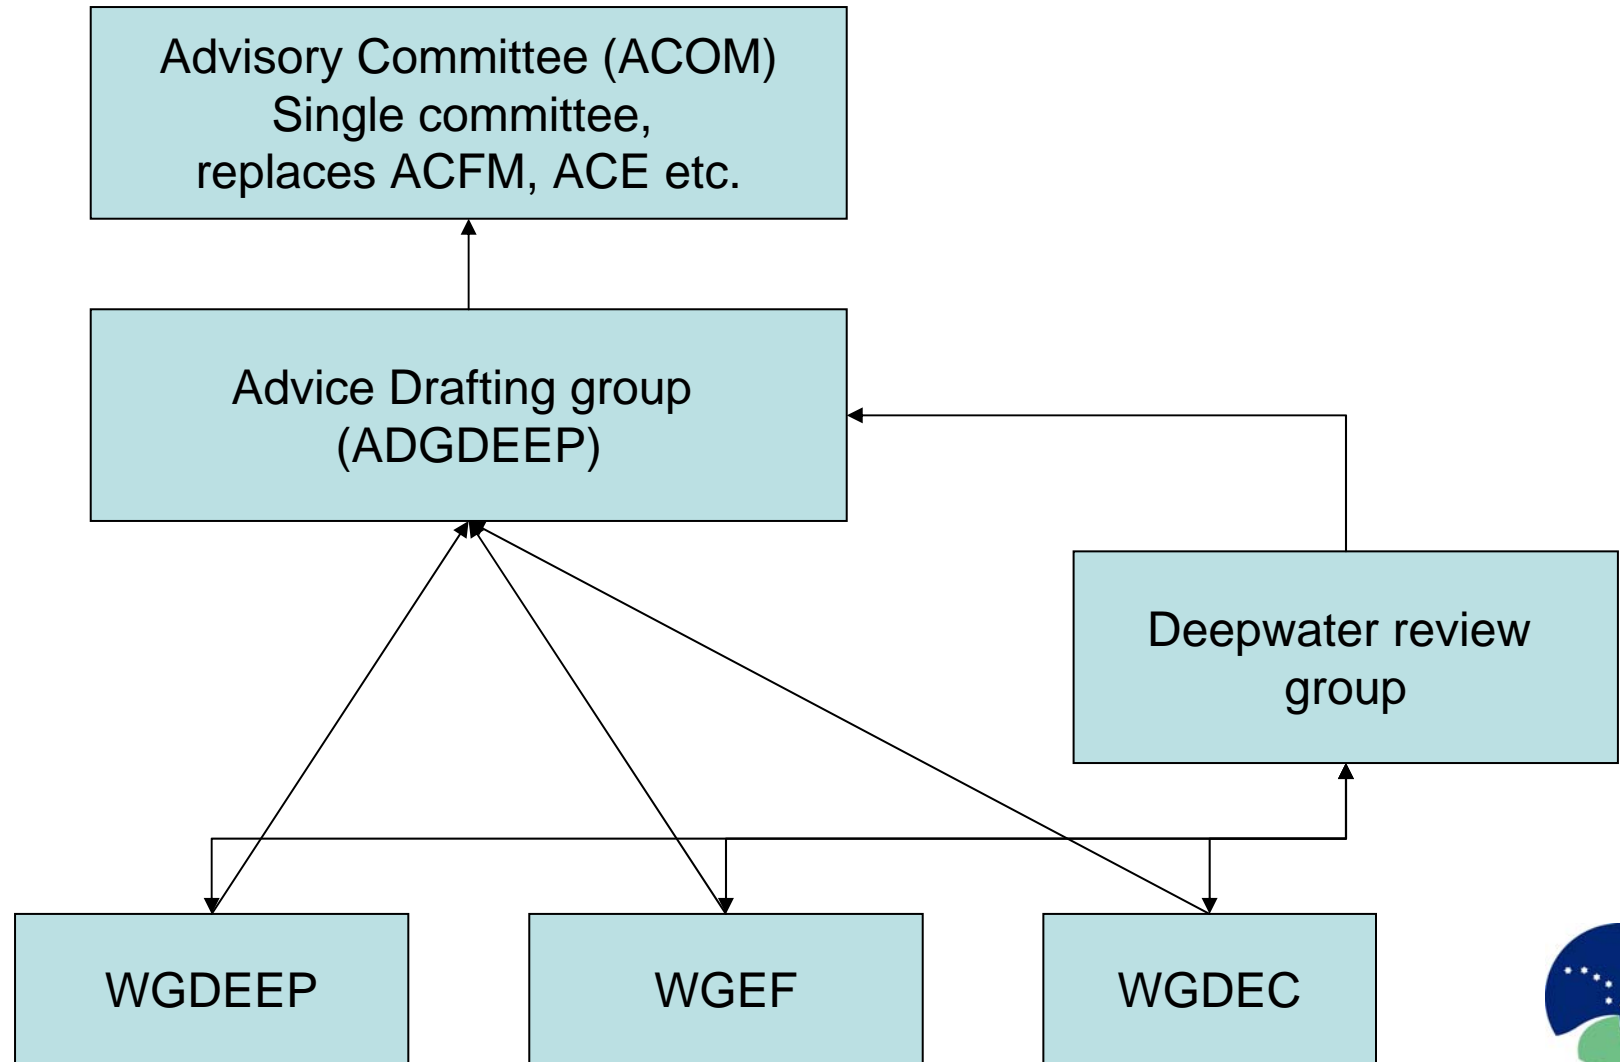 Advisory Committee (ACOM)
Single committee,
replaces ACFM, ACE etc.
Advice Drafting group
(ADGDEEP)
Deepwater review
group
WGDEEP
WGEF
WGDEC